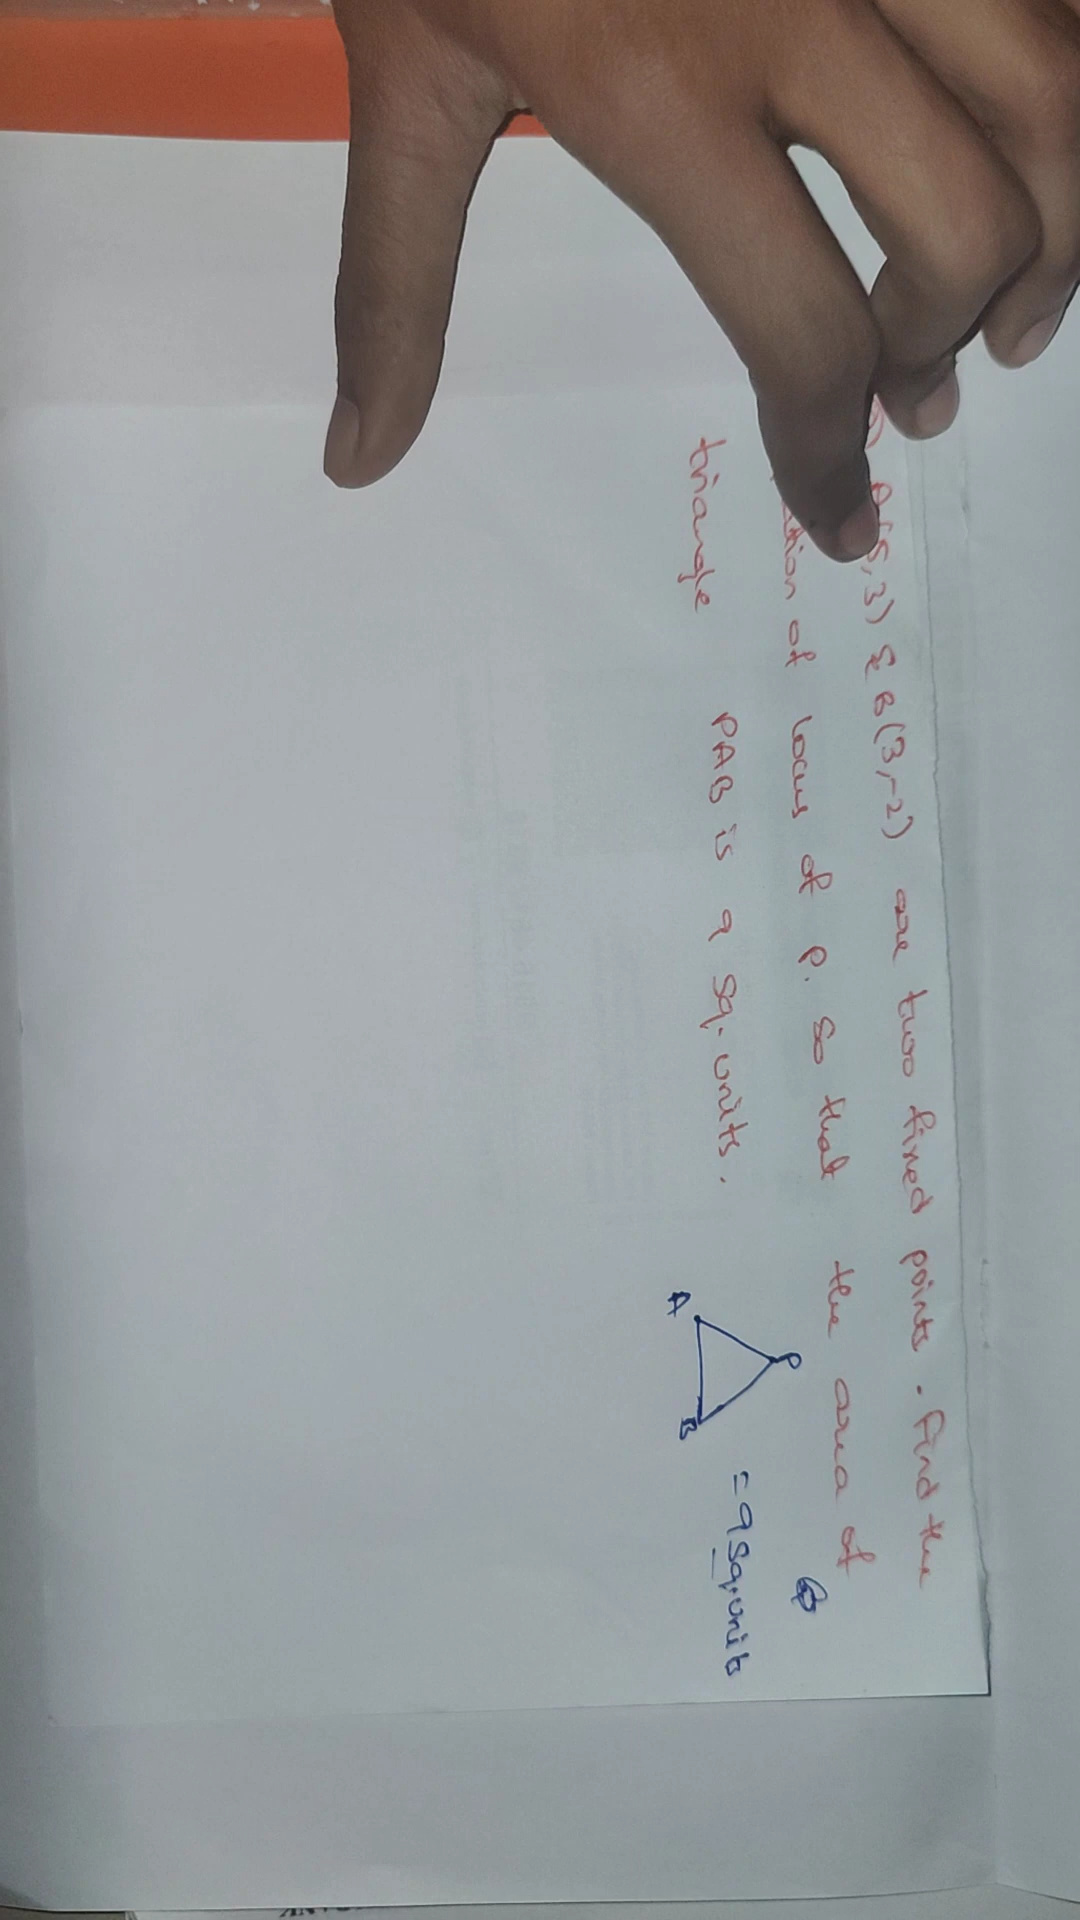 A(5,3) & B(3,-2) are two fixed points. Find the
of locus of P. so that the area of
triangle PAB is 9 sq. units.
P
A B = 9 sq. units